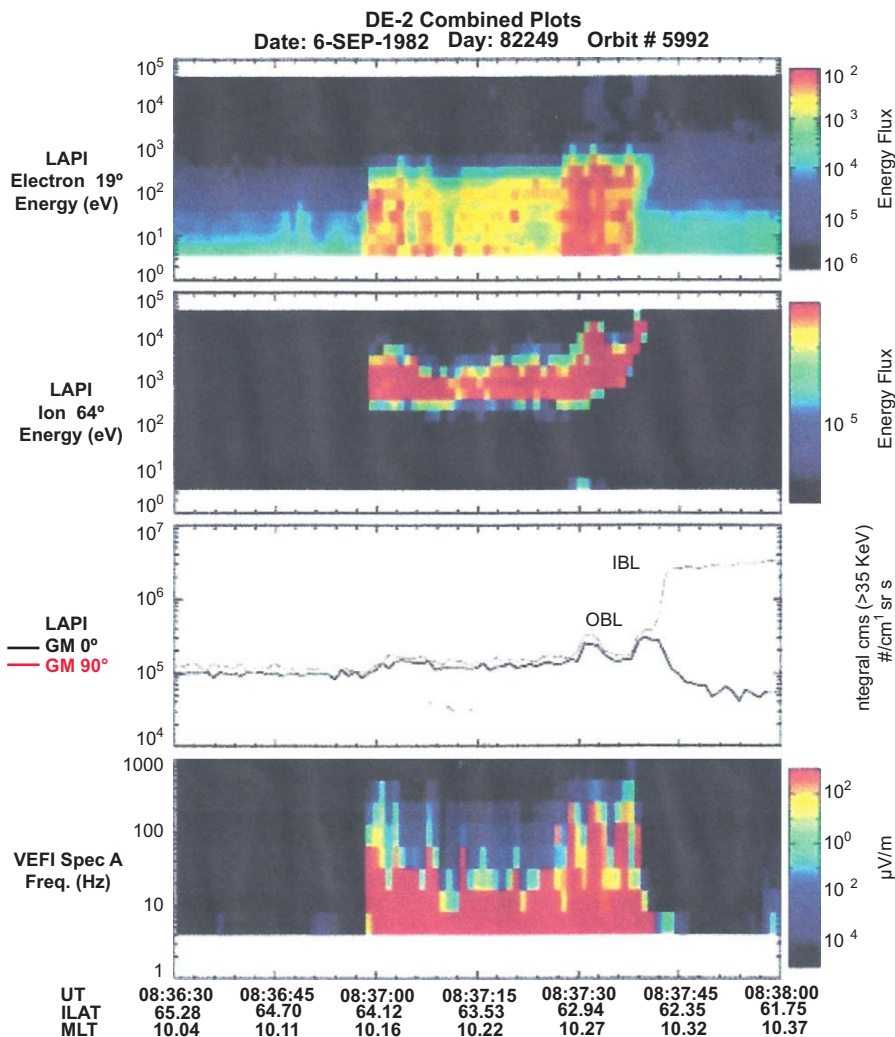 DE-2 Combined Plots
Date: 6-SEP-1982 Day: 82249 Orbit # 5992
LAPI
Electron 19º
Energy (eV)
10⁵
10⁴
10³
10²
10¹
10⁰
10 2
10 3
10 4
10 5
10 6
Energy Flux
LAPI
Ion 64º
Energy (eV)
10⁵
10⁴
10³
10²
10¹
10⁰
10 5
Energy Flux
LAPI
GM 0º
GM 90°
10⁷
10⁶
10⁵
10⁴
IBL
OBL
ntegral cms (>35 KeV)
#/cm¹ sr s
VEFI Spec A
Freq. (Hz)
1000
100
10
1
10²
10⁰
10 2
10 4
µV/m
UT 08:36:30 08:36:45 08:37:00 08:37:15 08:37:30 08:37:45 08:38:00
ILAT 65.28 64.70 64.12 63.53 62.94 62.35 61.75
MLT 10.04 10.11 10.16 10.22 10.27 10.32 10.37